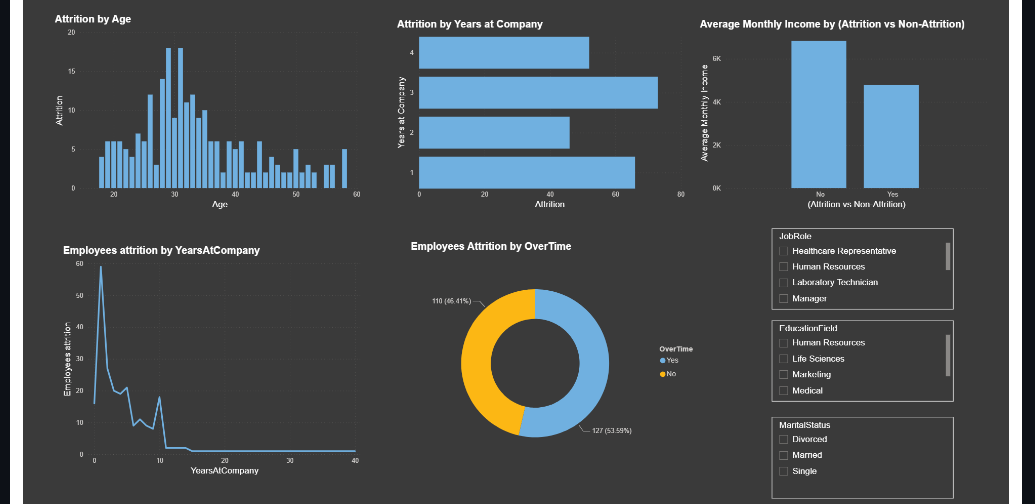 Attrition by Age
20
15
10
5
0
Attrition
20
30
40
50
60
Age
Attrition by Years at Company
4
3
2
1
Years at Company
0
20
40
60
80
Attrition
Average Monthly Income by (Attrition vs Non-Attrition)
6K
4K
2K
0K
Average Monthly Income
No
Yes
(Attrition vs Non-Attrition)
Employees attrition by YearsAtCompany
60
50
40
30
20
10
0
Employees attrition
0
10
20
30
40
YearsAtCompany
Employees Attrition by OverTime
110 (46.41%)
127 (53.59%)
OverTime
Yes
No
JobRole
Healthcare Representative
Human Resources
Laboratory Technician
Manager
EducationField
Human Resources
Life Sciences
Marketing
Medical
MaritalStatus
Divorced
Married
Single